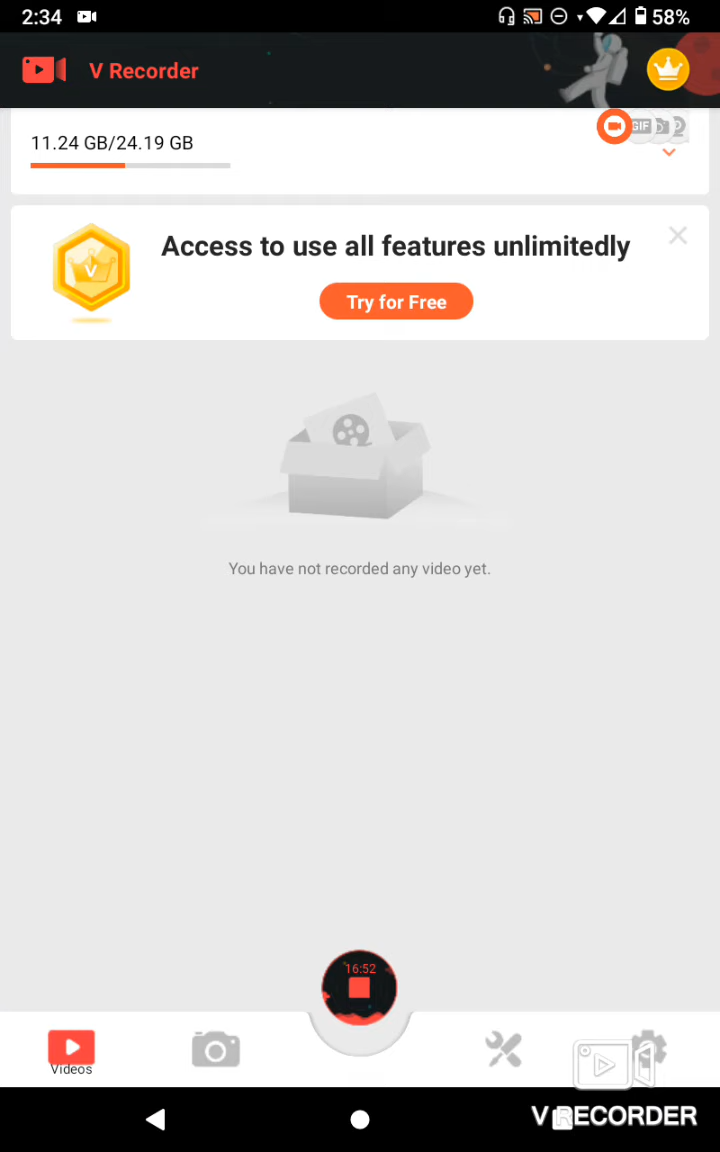 2:34
58%
V Recorder
11.24 GB/24.19 GB
GIF
Access to use all features unlimitedly
V
Try for Free
You have not recorded any video yet.
16:52
Videos
V RECORDER